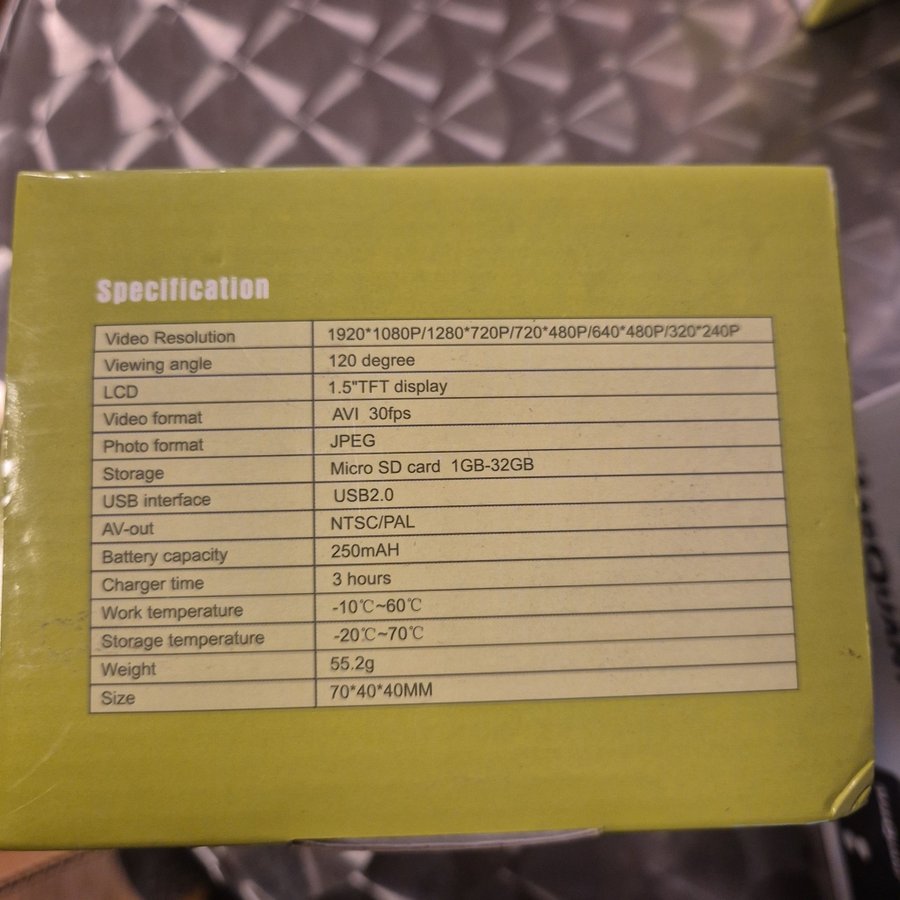 Specification
Video Resolution 1920*1080P/1280*720P/720*480P/640*480P/320*240P
Viewing angle 120 degree
LCD 1.5"TFT display
Video format AVI 30fps
Photo format JPEG
Storage Micro SD card 1GB-32GB
USB interface USB2.0
AV-out NTSC/PAL
Battery capacity 250mAH
Charger time 3 hours
Work temperature -10℃~60℃
Storage temperature -20℃~70℃
Weight 55.2g
Size 70*40*40MM